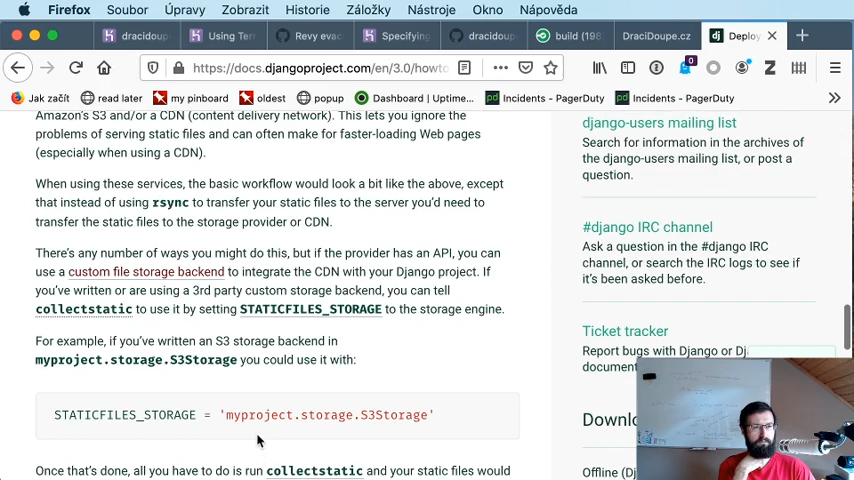 Firefox Soubor Úpravy Zobrazit Historie Záložky Nástroje Okno Nápověda
dracidoup Using Ter Revy evac Specifying dracidoup build (198 DraciDoupe.cz dj Deploy
https://docs.djangoproject.com/en/3.0/howto
0
Z
Jak začít read later my pinboard oldest popup Dashboard | Uptime... pd Incidents - PagerDuty pd Incidents - PagerDuty
Amazon's S3 and/or a CDN (content delivery network). This lets you ignore the
problems of serving static files and can often make for faster-loading Web pages
(especially when using a CDN).
When using these services, the basic workflow would look a bit like the above, except
that instead of using rsync to transfer your static files to the server you'd need to
transfer the static files to the storage provider or CDN.
There's any number of ways you might do this, but if the provider has an API, you can
use a custom file storage backend to integrate the CDN with your Django project. If
you've written or are using a 3rd party custom storage backend, you can tell
collectstatic to use it by setting STATICFILES_STORAGE to the storage engine.
For example, if you've written an S3 storage backend in
myproject.storage.S3Storage you could use it with:
STATICFILES_STORAGE = 'myproject.storage.S3Storage'
Once that's done, all you have to do is run collectstatic and your static files would
django-users mailing list
Search for information in the archives of
the django-users mailing list, or post a
question.
#django IRC channel
Ask a question in the #django IRC
channel, or search the IRC logs to see if
it's been asked before.
Ticket tracker
Report bugs with Django or Dj
document
Downlo
Offline (Dj